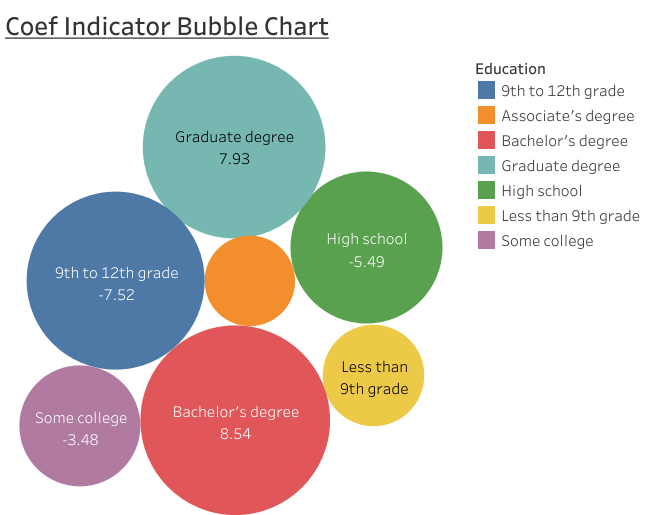 Coef Indicator Bubble Chart
Graduate degree
7.93
High school
-5.49
9th to 12th grade
-7.52
Less than
9th grade
Some college
-3.48
Bachelor's degree
8.54
Education
9th to 12th grade
Associate's degree
Bachelor's degree
Graduate degree
High school
Less than 9th grade
Some college